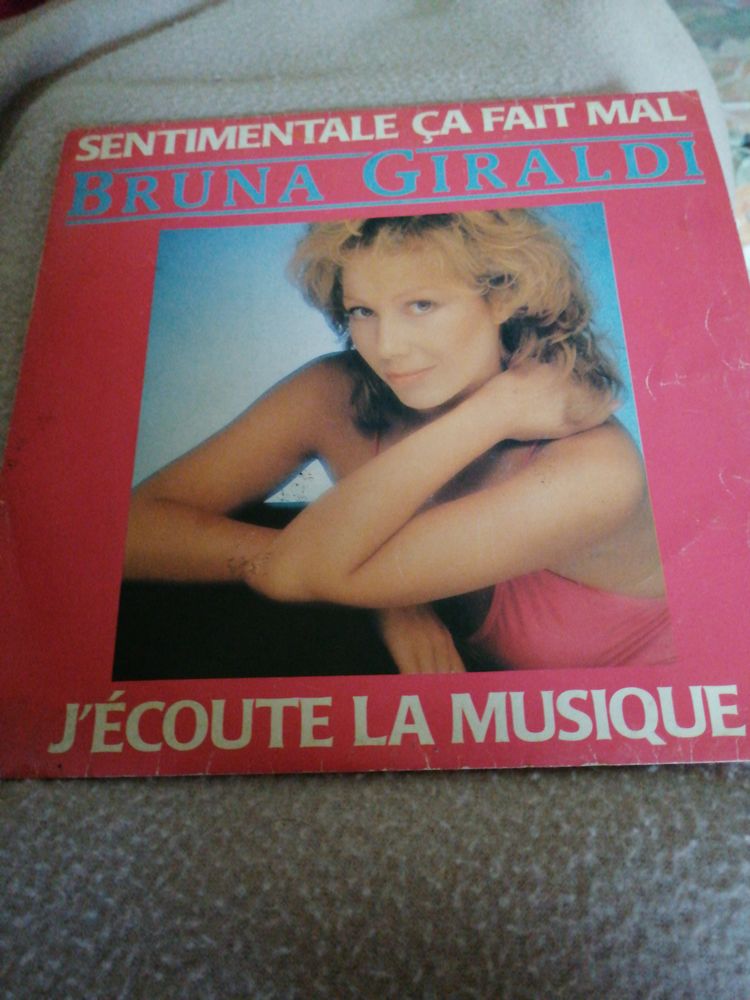 SENTIMENTALE ÇA FAIT MAL
BRUNA GIRALDI
J'ÉCOUTE LA MUSIQUE